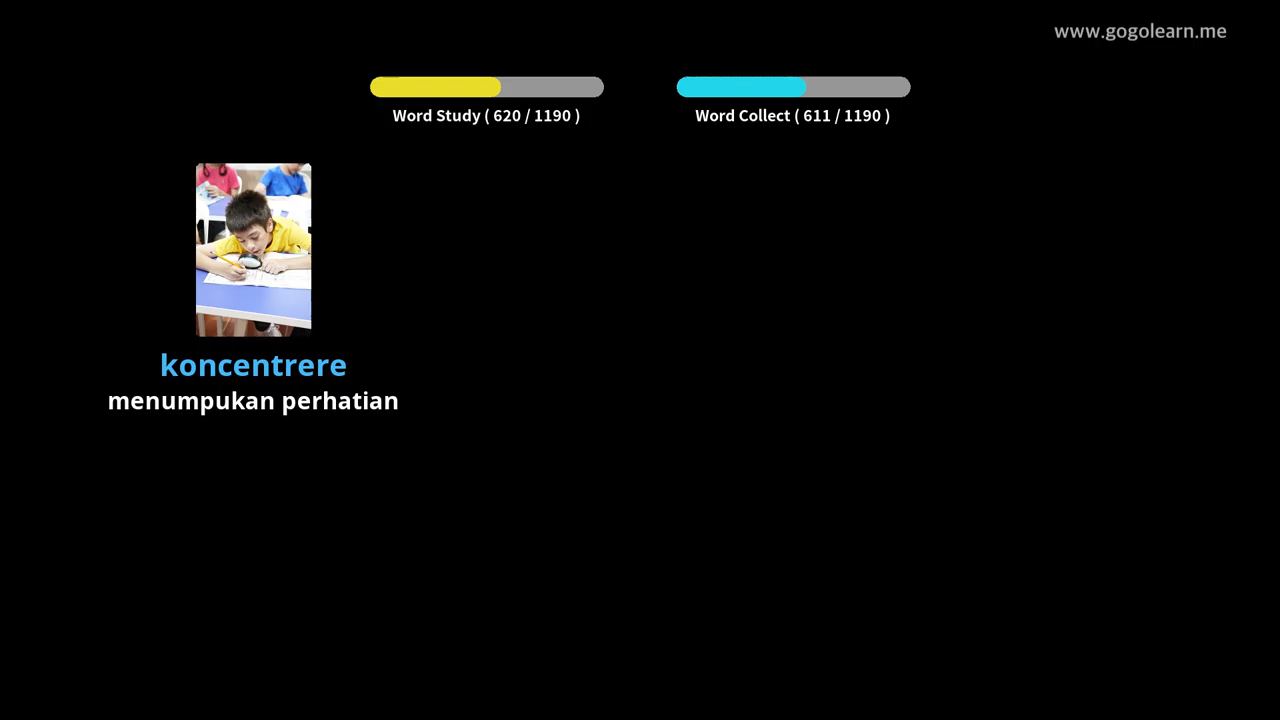 www.gogolearn.me
Word Study ( 620 / 1190 )
Word Collect ( 611 / 1190 )
koncentrere
menumpukan perhatian